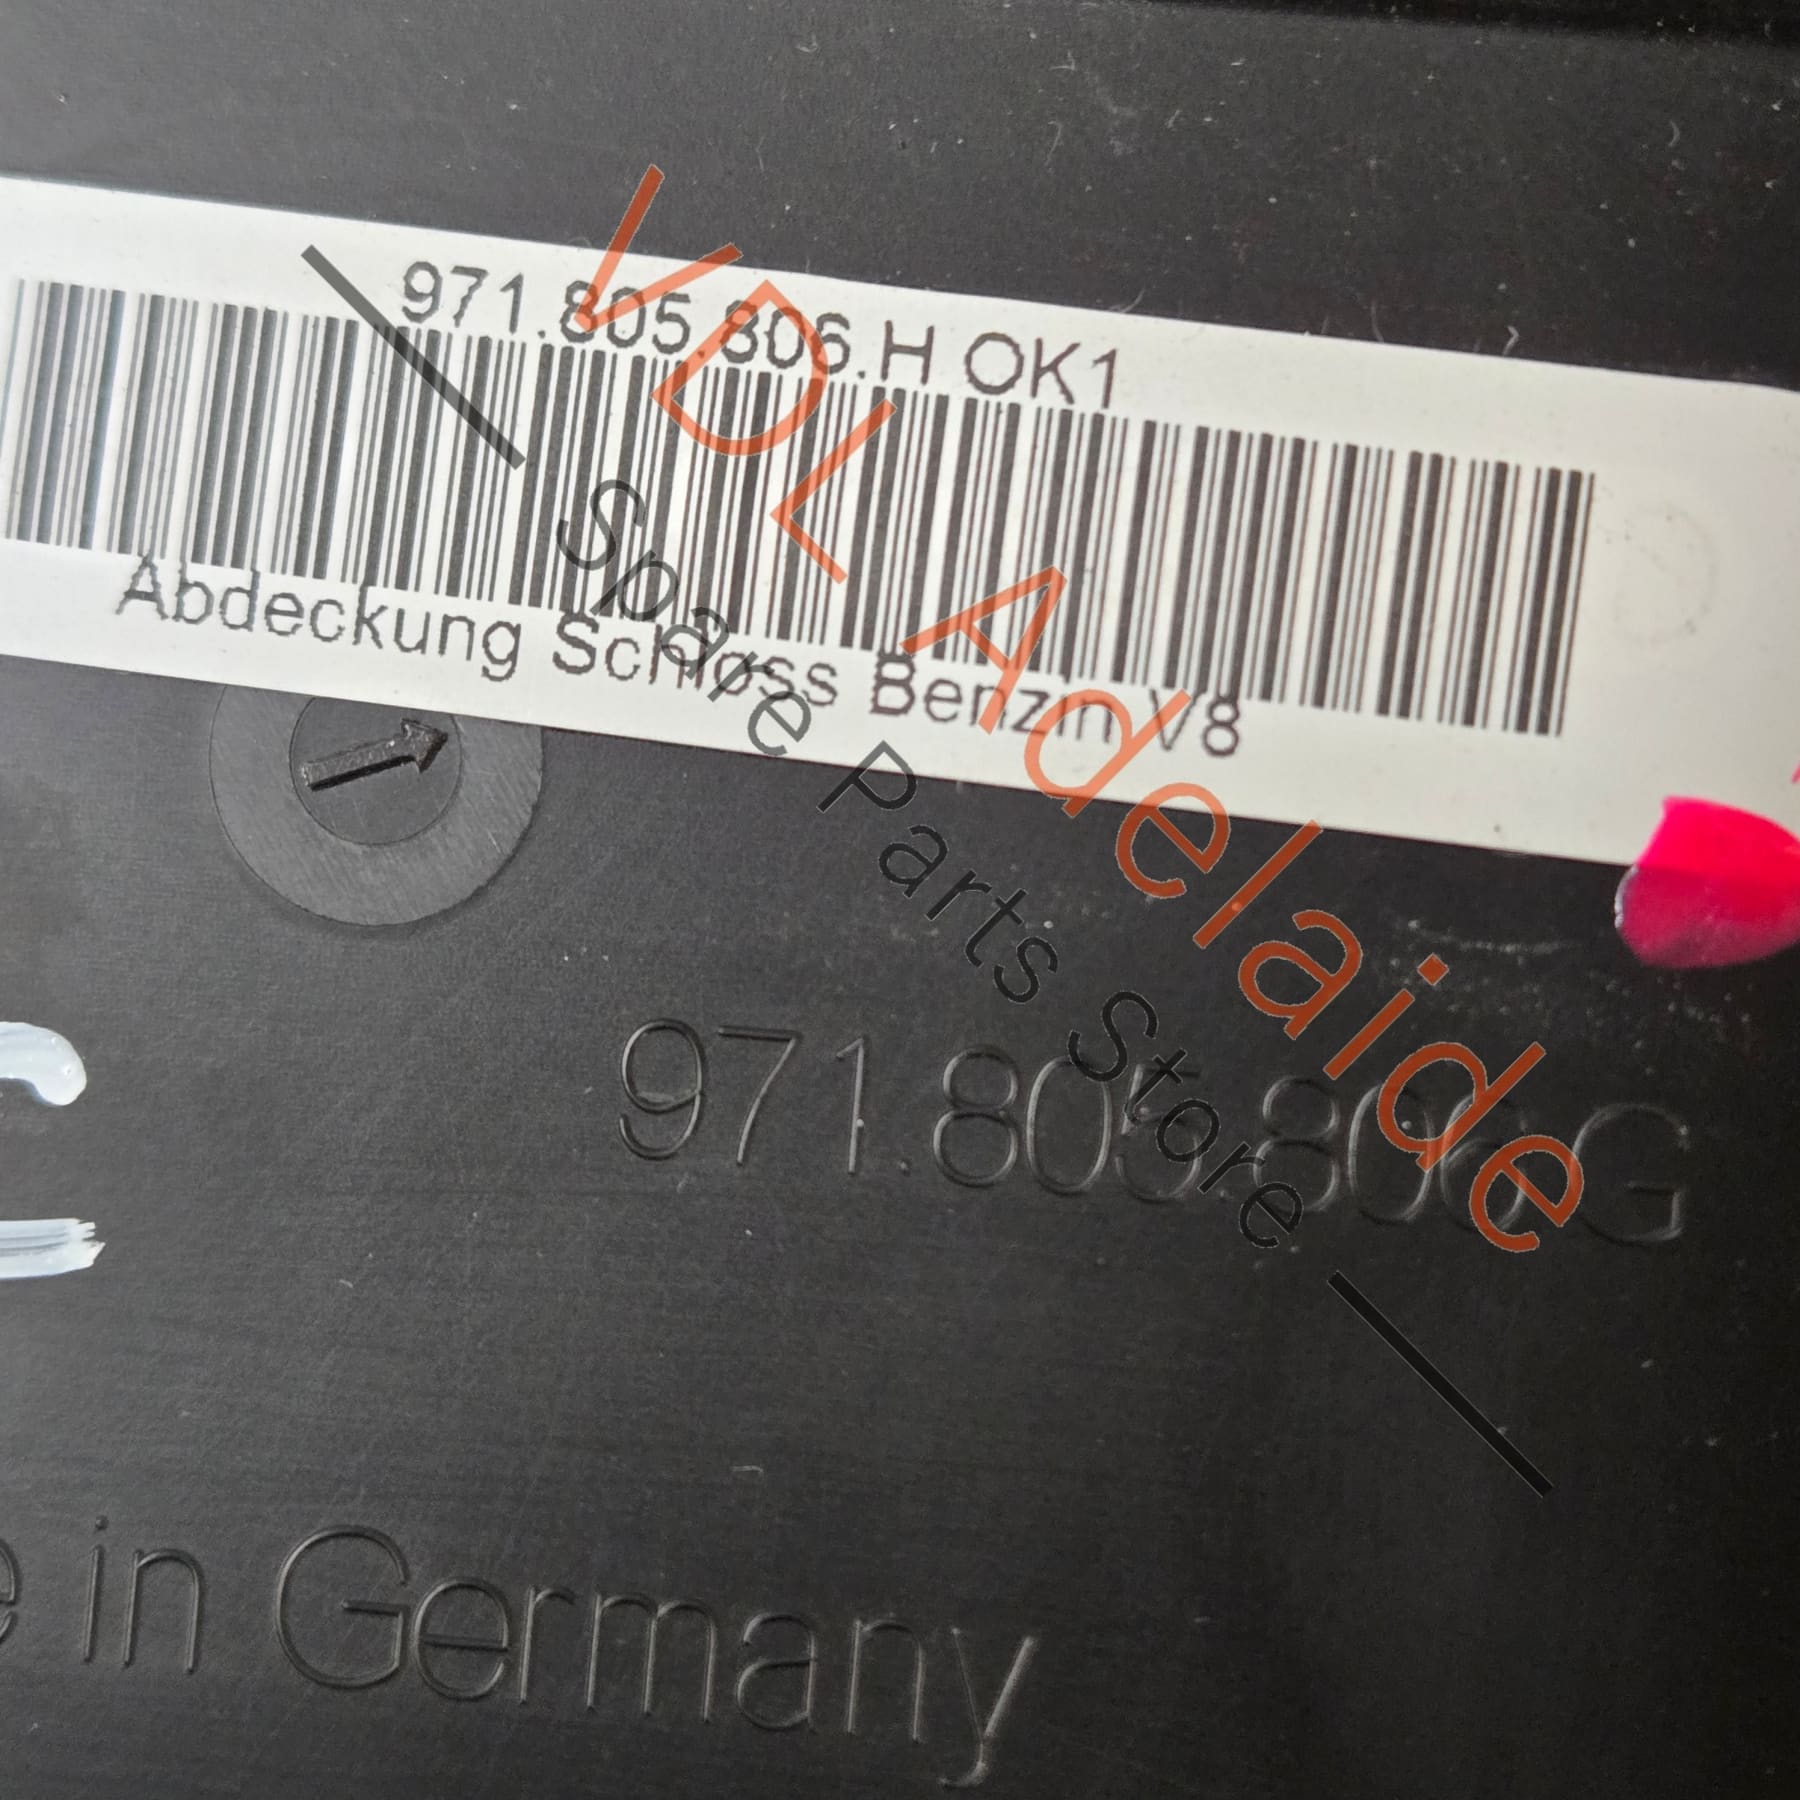 971.805.806.H OK1
Abdeckung Schloss Benzin V8
971.805.806.G
in Germany
VDL Adelaide
Spare Parts Store